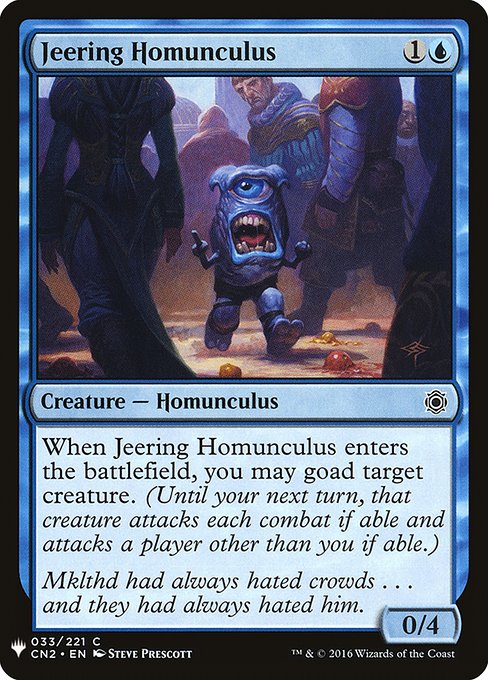 Jeering Homunculus 1
Creature — Homunculus
When Jeering Homunculus enters
the battlefield, you may goad target
creature. (Until your next turn, that
creature attacks each combat if able and
attacks a player other than you if able.)
Mklthd had always hated crowds . . .
and they had always hated him.
0/4
033/221 C
CN2 • EN Steve Prescott
™ & © 2016 Wizards of the Coast